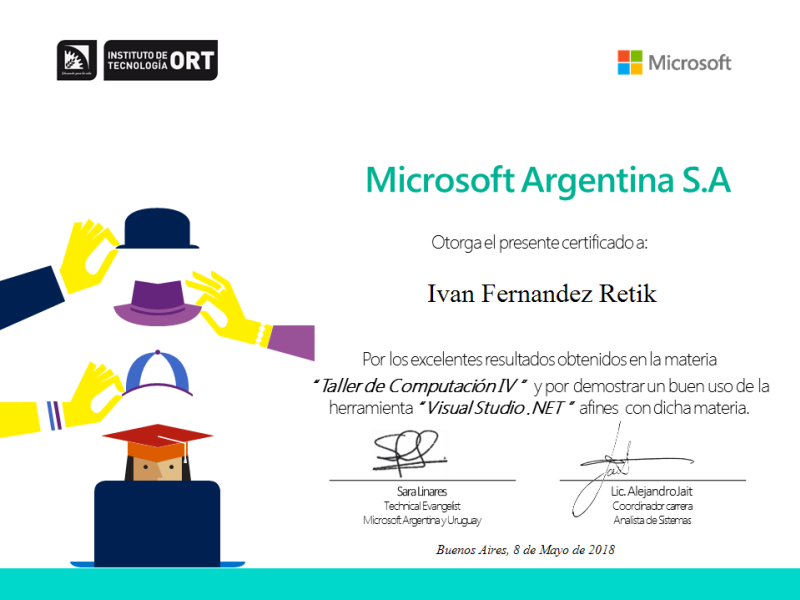 INSTITUTO DE
TECNOLOGÍA ORT
Microsoft
Microsoft Argentina S.A
Otorga el presente certificado a:
Ivan Fernandez Retik
Por los excelentes resultados obtenidos en la materia
“Taller de Computación IV” y por demostrar un buen uso de la
herramienta “Visual Studio .NET” afines con dicha materia.
Sara Linares
Technical Evangelist
Microsoft Argentina y Uruguay
Lic. Alejandro Jait
Coordinador carrera
Analista de Sistemas
Buenos Aires, 8 de Mayo de 2018